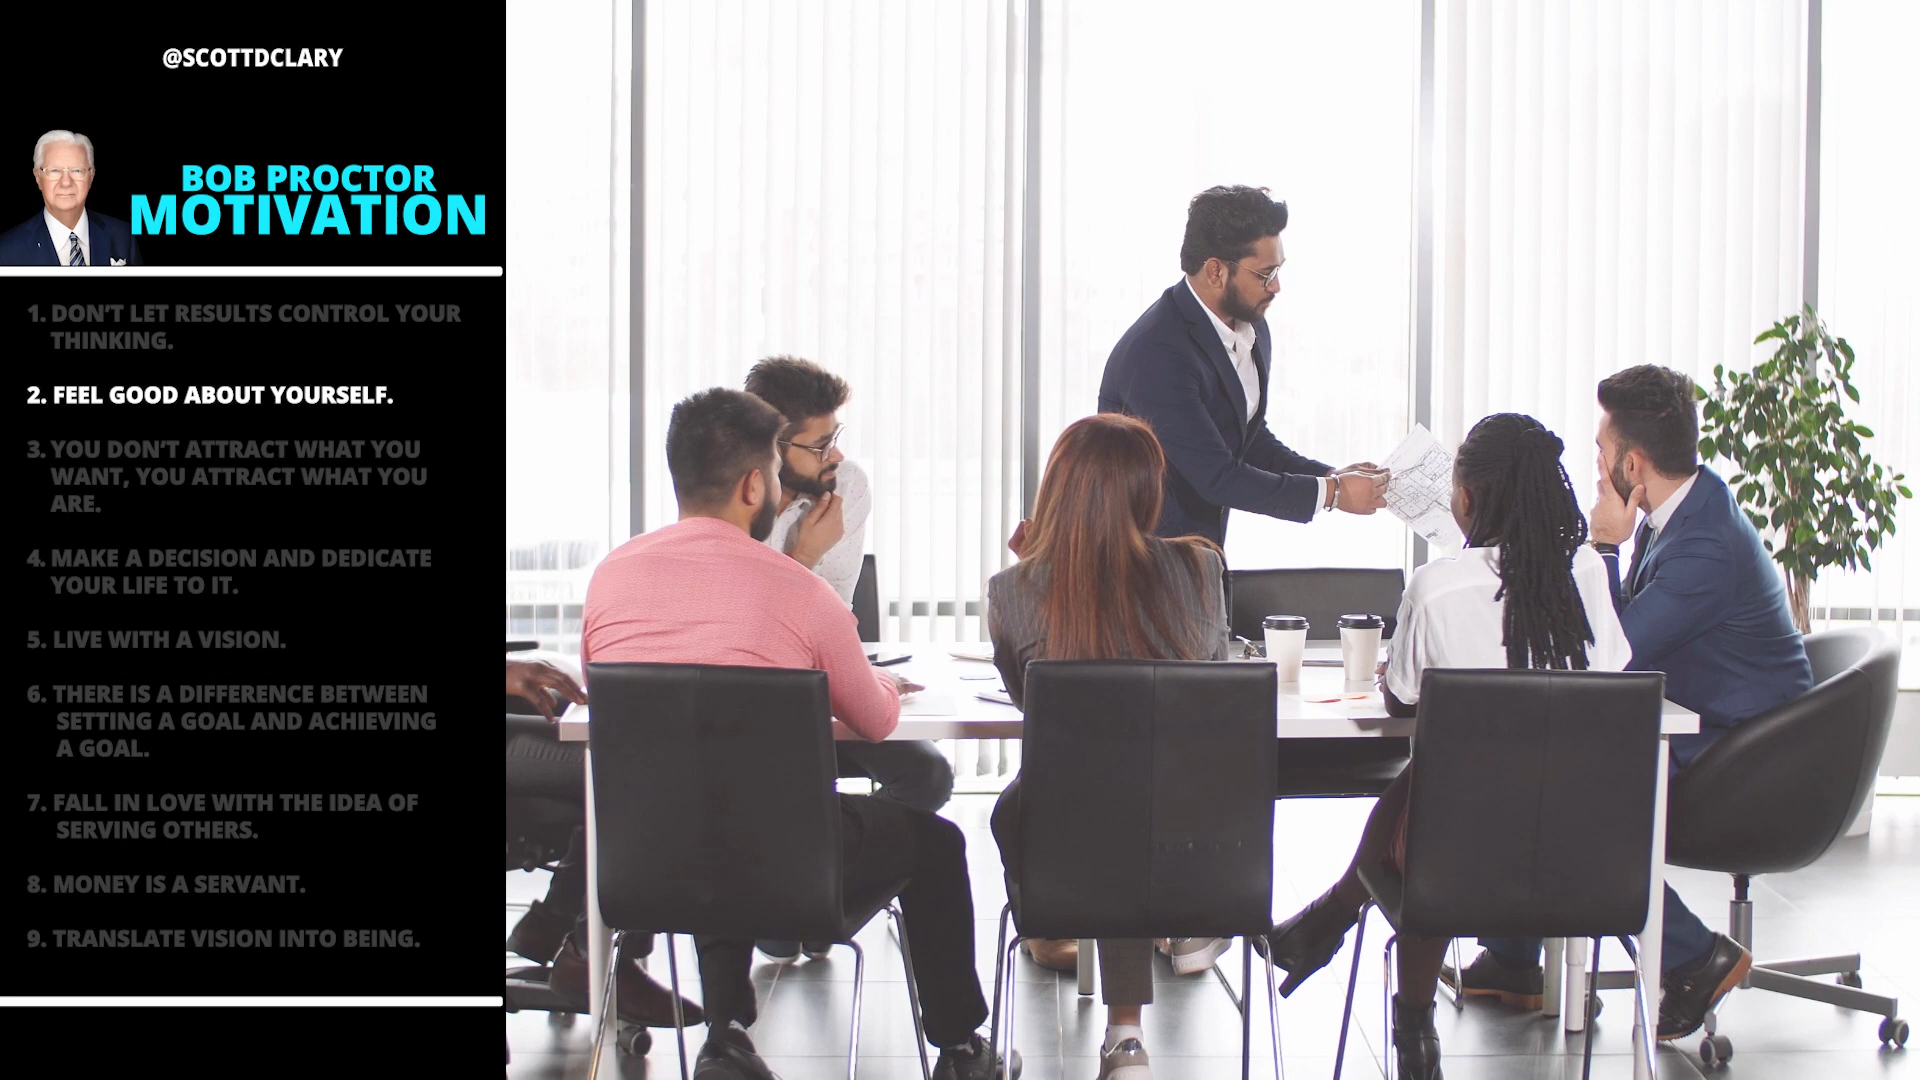 @SCOTTDCLARY
BOB PROCTOR
MOTIVATION
1. DON'T LET RESULTS CONTROL YOUR
THINKING.
2. FEEL GOOD ABOUT YOURSELF.
3. YOU DON'T ATTRACT WHAT YOU
WANT, YOU ATTRACT WHAT YOU
ARE.
4. MAKE A DECISION AND DEDICATE
YOUR LIFE TO IT.
5. LIVE WITH A VISION.
6. THERE IS A DIFFERENCE BETWEEN
SETTING A GOAL AND ACHIEVING
A GOAL.
7. FALL IN LOVE WITH THE IDEA OF
SERVING OTHERS.
8. MONEY IS A SERVANT.
9. TRANSLATE VISION INTO BEING.